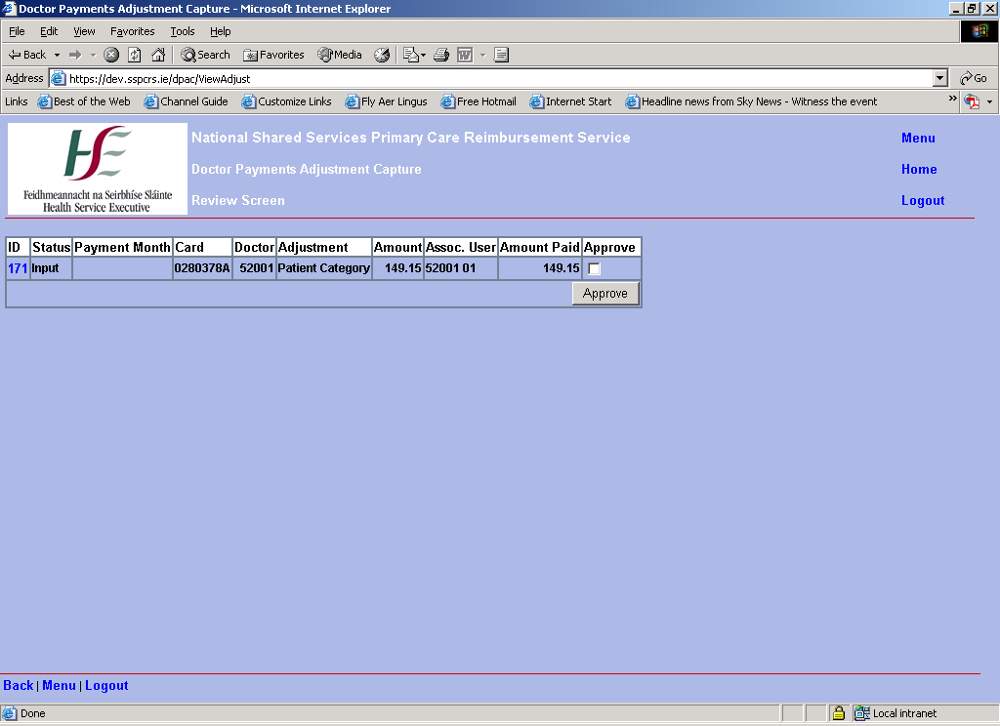 Doctor Payments Adjustment Capture - Microsoft Internet Explorer
File Edit View Favorites Tools Help
Back Search Favorites Media
Address https://dev.sspcrs.ie/dpac/ViewAdjust Go
Links Best of the Web Channel Guide Customize Links Fly Aer Lingus Free Hotmail Internet Start Headline news from Sky News - Witness the event »
HSE
Feidhmeannacht na Seirbhíse Sláinte
Health Service Executive
National Shared Services Primary Care Reimbursement Service
Menu
Doctor Payments Adjustment Capture
Home
Review Screen
Logout
ID Status Payment Month Card Doctor Adjustment Amount Assoc. User Amount Paid Approve
171 Input 0280378A 52001 Patient Category 149.15 52001 01 149.15
Approve
Back | Menu | Logout
Done Local intranet